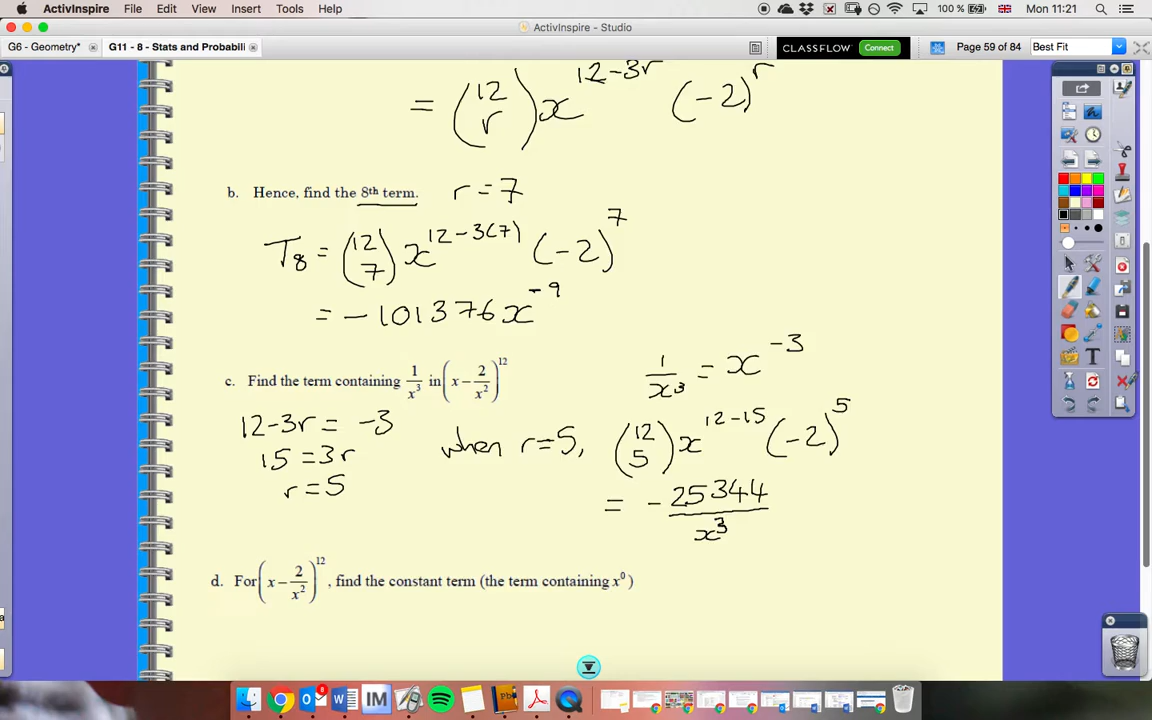 ActivInspire File Edit View Insert Tools Help 100 % Mon 11:21
ActivInspire - Studio
G6 - Geometry* G11 - 8 - Stats and Probabili CLASSFLOW Connect Page 59 of 84 Best Fit
= (12 r) x^(12-3r) (-2)^r
b. Hence, find the 8th term. r = 7
T₈ = (12 7) x^(12-3(7)) (-2)^7
= -101376x^-9
c. Find the term containing 1/x³ in (x - 2/x²)^12
1/x³ = x^-3
12-3r = -3
15 = 3r
r = 5
when r=5, (12 5) x^(12-15) (-2)^5
= -25344/x³
d. For (x - 2/x²)^12, find the constant term (the term containing x⁰)